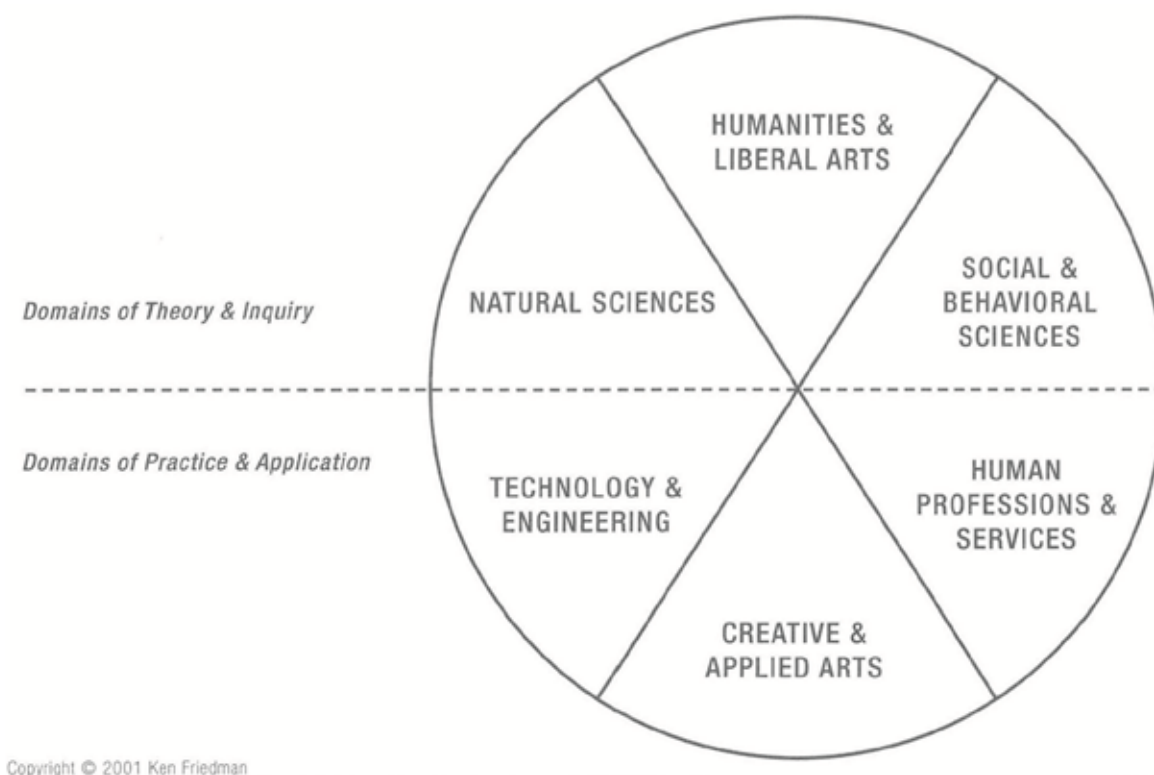 HUMANITIES &
LIBERAL ARTS
NATURAL SCIENCES
SOCIAL &
BEHAVIORAL
SCIENCES
Domains of Theory & Inquiry
Domains of Practice & Application
TECHNOLOGY &
ENGINEERING
HUMAN
PROFESSIONS &
SERVICES
CREATIVE &
APPLIED ARTS
Copyright © 2001 Ken Friedman